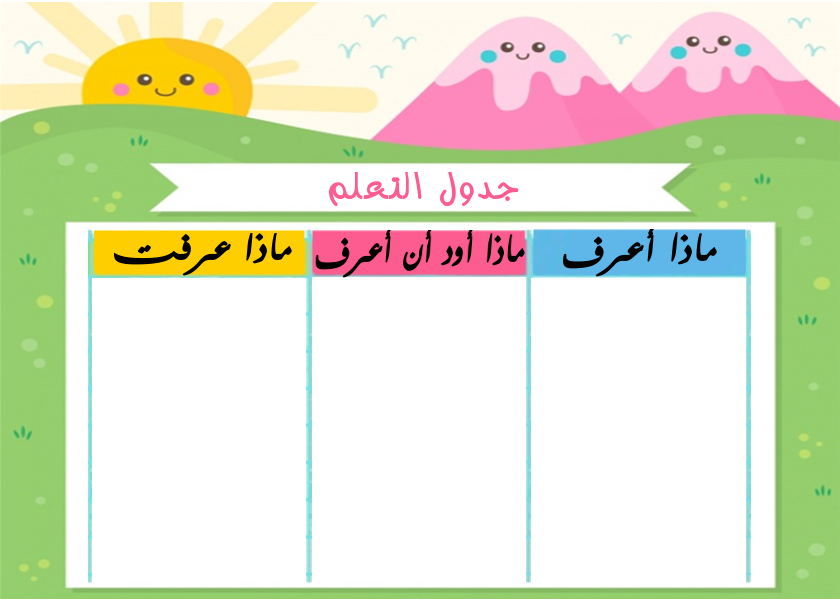 جدول التعلم
ماذا أعرف
ماذا أود أن أعرف
ماذا عرفت